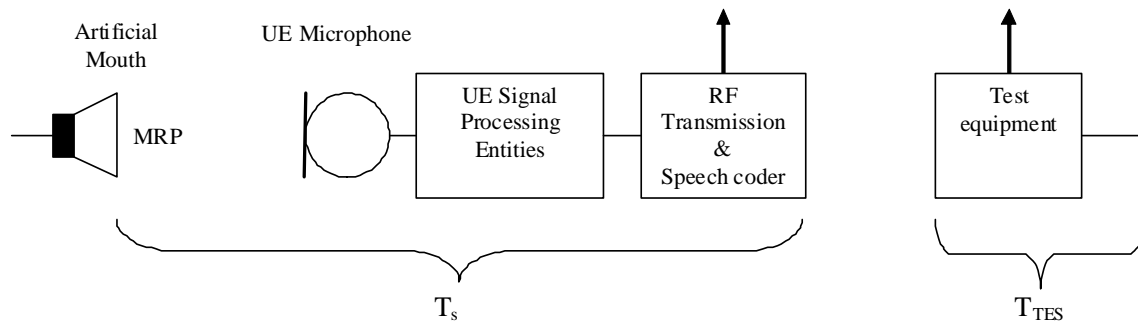 Artificial
Mouth
UE Microphone
MRP
UE Signal
Processing
Entities
RF
Transmission
&
Speech coder
Test
equipment
Ts
TTES